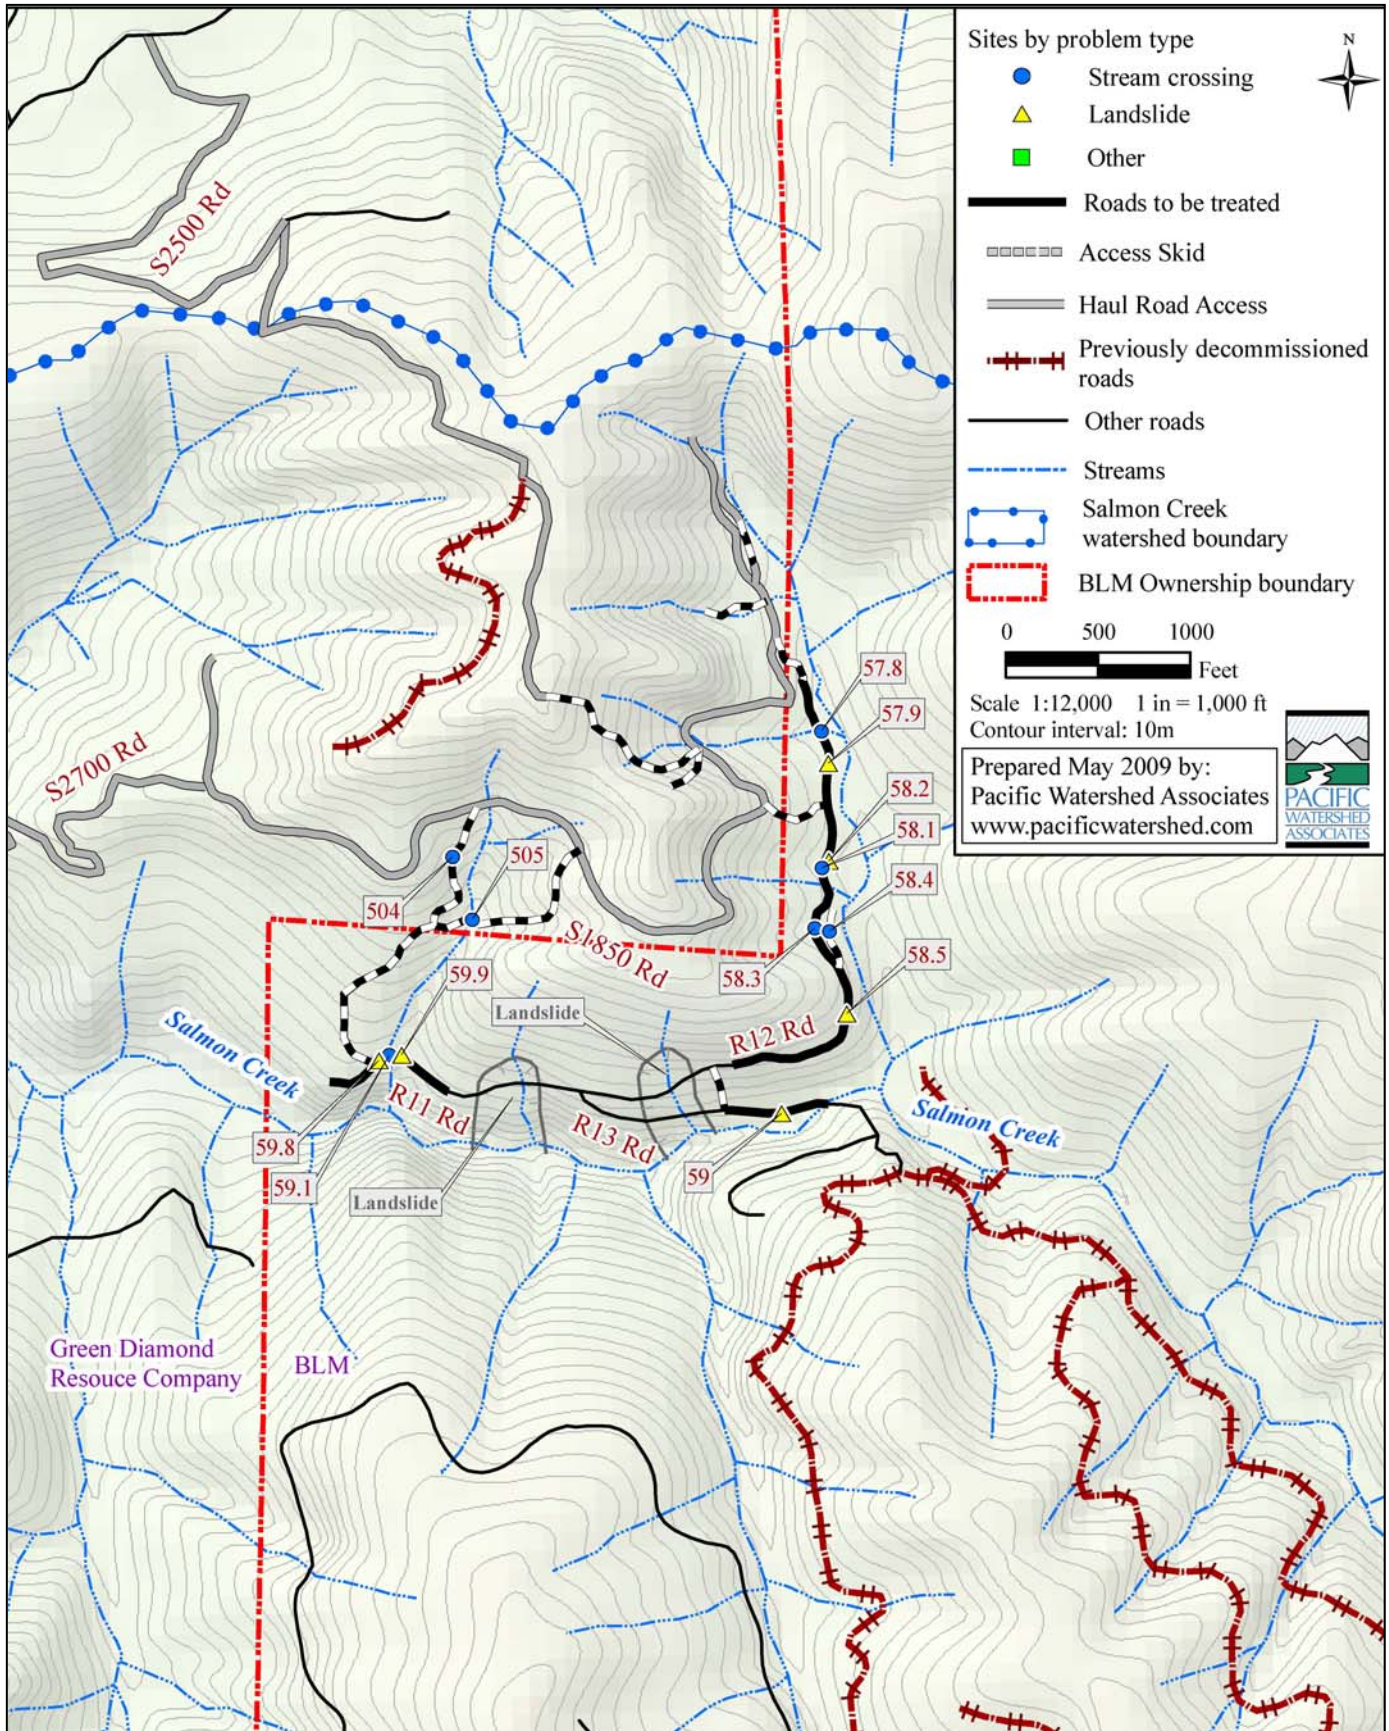 Sites by problem type
N
Stream crossing
Landslide
Other
Roads to be treated
Access Skid
Haul Road Access
Previously decommissioned
roads
Other roads
Streams
Salmon Creek
watershed boundary
BLM Ownership boundary
0 500 1000
Feet
Scale 1:12,000 1 in = 1,000 ft
Contour interval: 10m
Prepared May 2009 by:
Pacific Watershed Associates
www.pacificwatershed.com
PACIFIC
WATERSHED
ASSOCIATES
S2500 Rd
57.8
57.9
S2700 Rd
58.2
58.1
505
58.4
504
S1850 Rd
58.3
58.5
59.9
Landslide
R12 Rd
Salmon Creek
R11 Rd
R13 Rd
Salmon Creek
59.8
59
59.1
Landslide
Green Diamond
Resouce Company
BLM